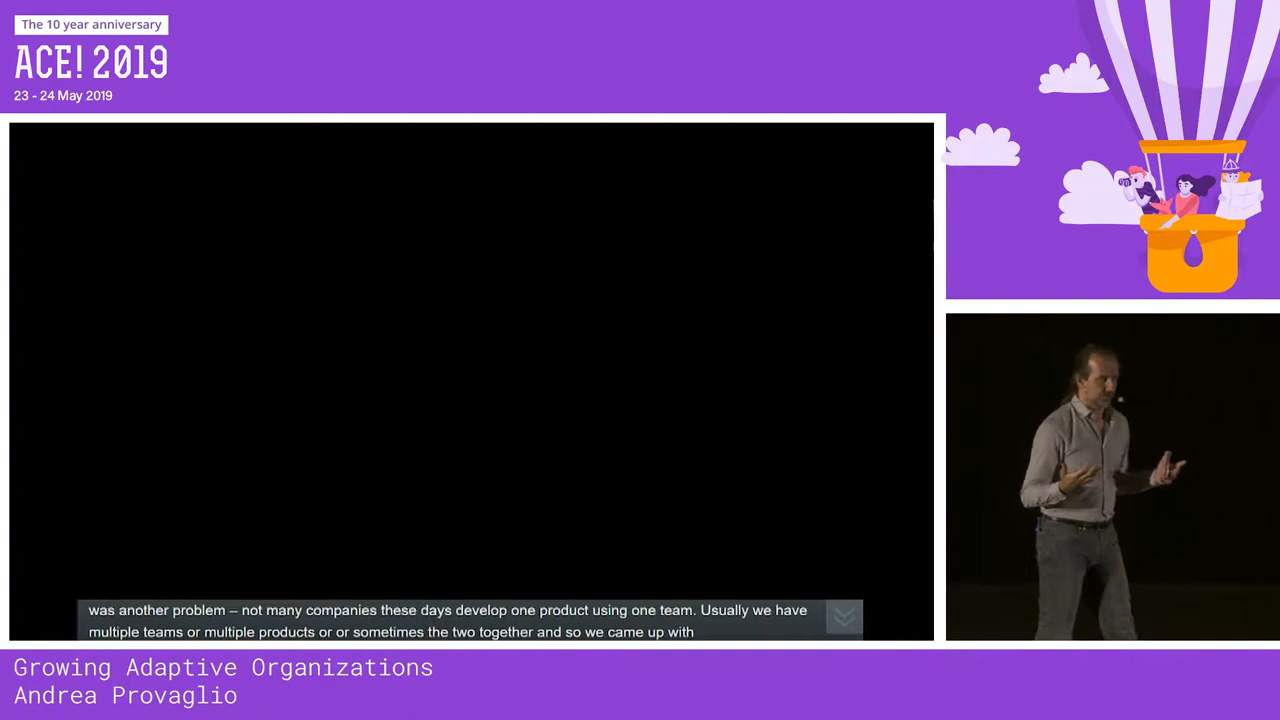 The 10 year anniversary
ACE! 2019
23 - 24 May 2019
was another problem – not many companies these days develop one product using one team. Usually we have
multiple teams or multiple products or or sometimes the two together and so we came up with
Growing Adaptive Organizations
Andrea Provaglio